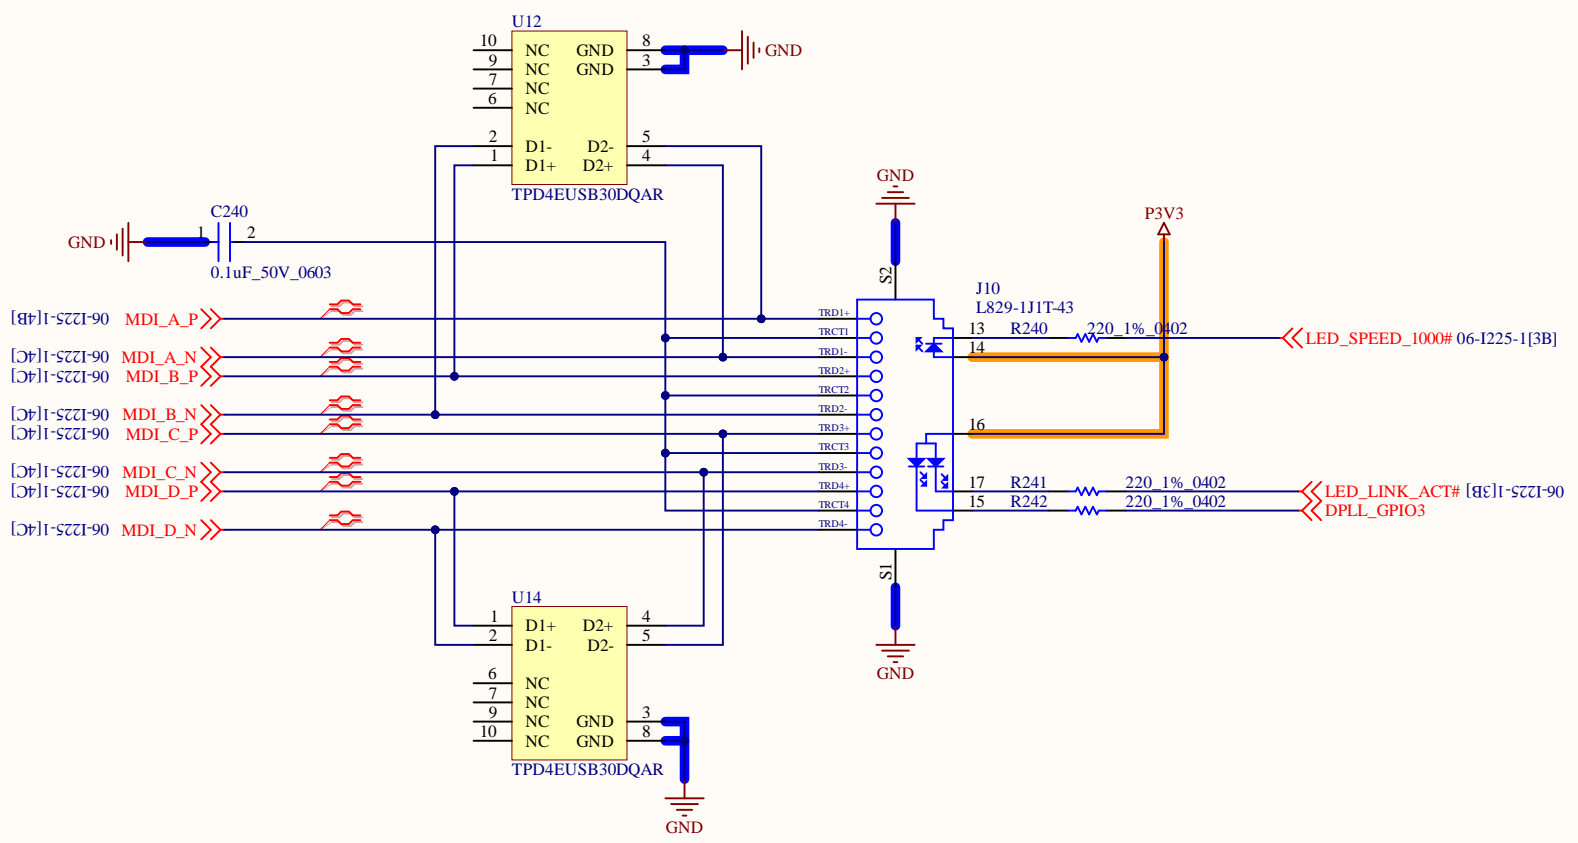 U12
10 NC GND 8
9 NC GND 3
7 NC
6 NC
2 D1- D2- 5
1 D1+ D2+ 4
TPD4EUSB30DQAR
GND
C240
GND 1 2
0.1uF_50V_0603
06-I225-1[4B] MDI_A_P
06-I225-1[4C] MDI_A_N
06-I225-1[4C] MDI_B_P
06-I225-1[4C] MDI_B_N
06-I225-1[4C] MDI_C_P
06-I225-1[4C] MDI_C_N
06-I225-1[4C] MDI_D_P
06-I225-1[4C] MDI_D_N
TRD1+
TRCT1
TRD1-
TRD2+
TRCT2
TRD2-
TRD3+
TRCT3
TRD3-
TRD4+
TRCT4
TRD4-
GND
S2
J10
L829-1J1T-43
P3V3
13 R240 220_1%_0402 LED_SPEED_1000# 06-I225-1[3B]
14
16
17 R241 220_1%_0402 LED_LINK_ACT# 06-I225-1[3B]
15 R242 220_1%_0402 DPLL_GPIO3
S1
GND
U14
1 D1+ D2+ 4
2 D1- D2- 5
6 NC
7 NC
9 NC GND 3
10 NC GND 8
TPD4EUSB30DQAR
GND